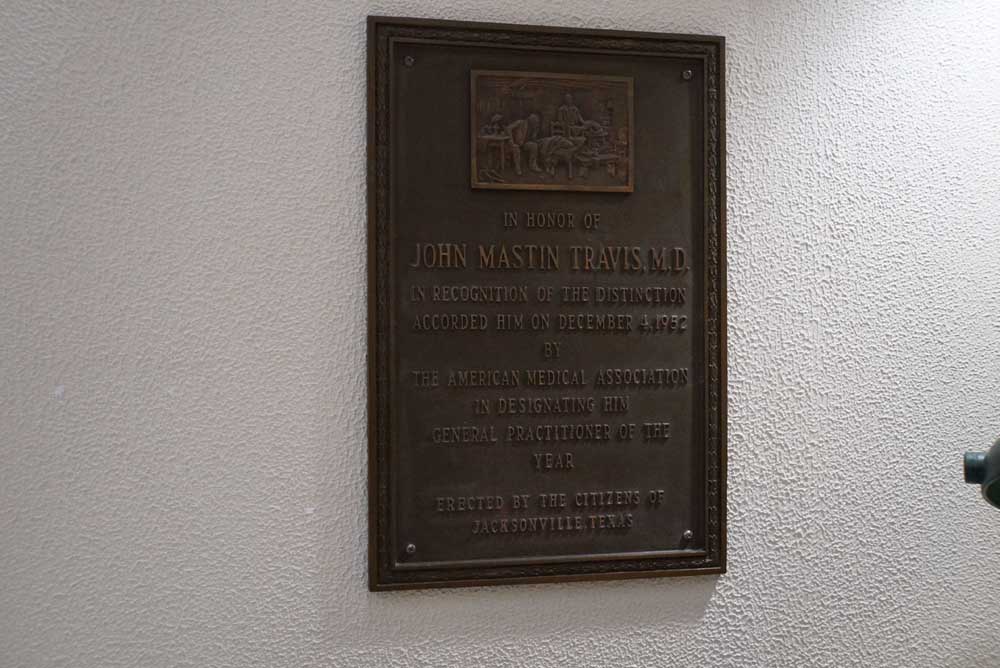 IN HONOR OF
JOHN MASTIN TRAVIS, M.D.
IN RECOGNITION OF THE DISTINCTION
ACCORDED HIM ON DECEMBER 4, 1952
BY
THE AMERICAN MEDICAL ASSOCIATION
IN DESIGNATING HIM
GENERAL PRACTITIONER OF THE
YEAR
ERECTED BY THE CITIZENS OF
JACKSONVILLE, TEXAS